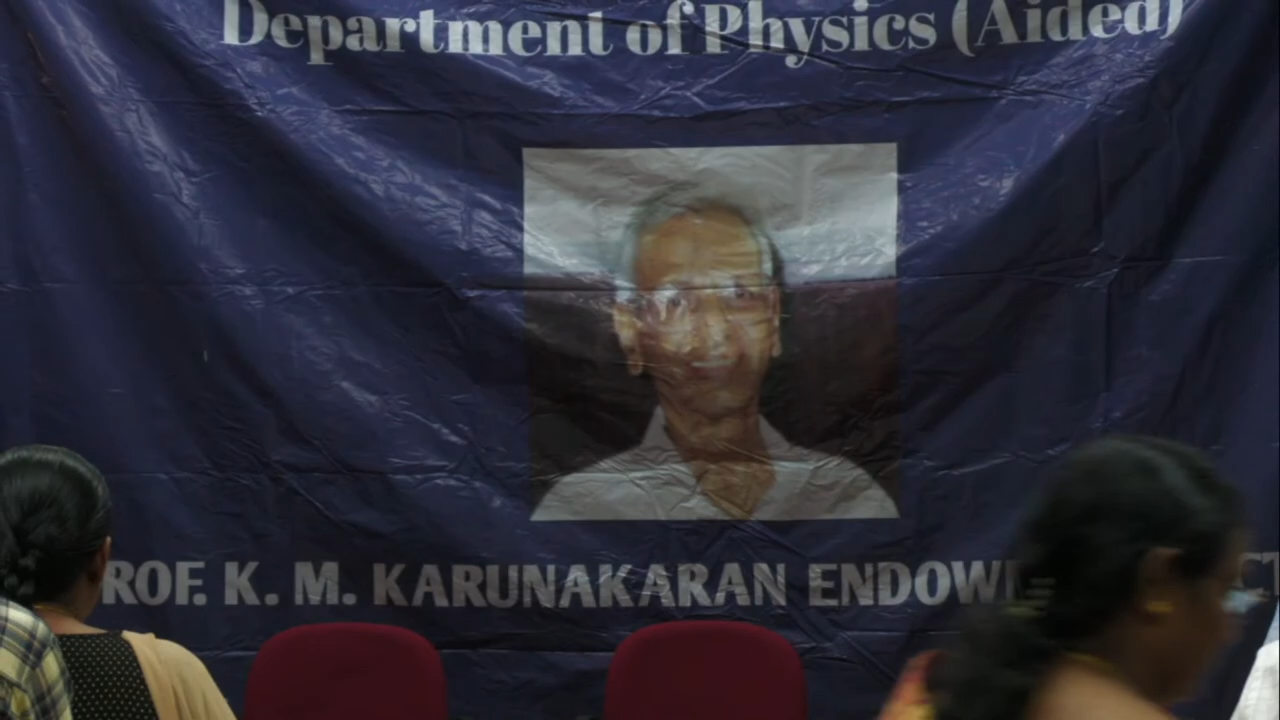 Department of Physics (Aided)
ROF. K. M. KARUNAKARAN